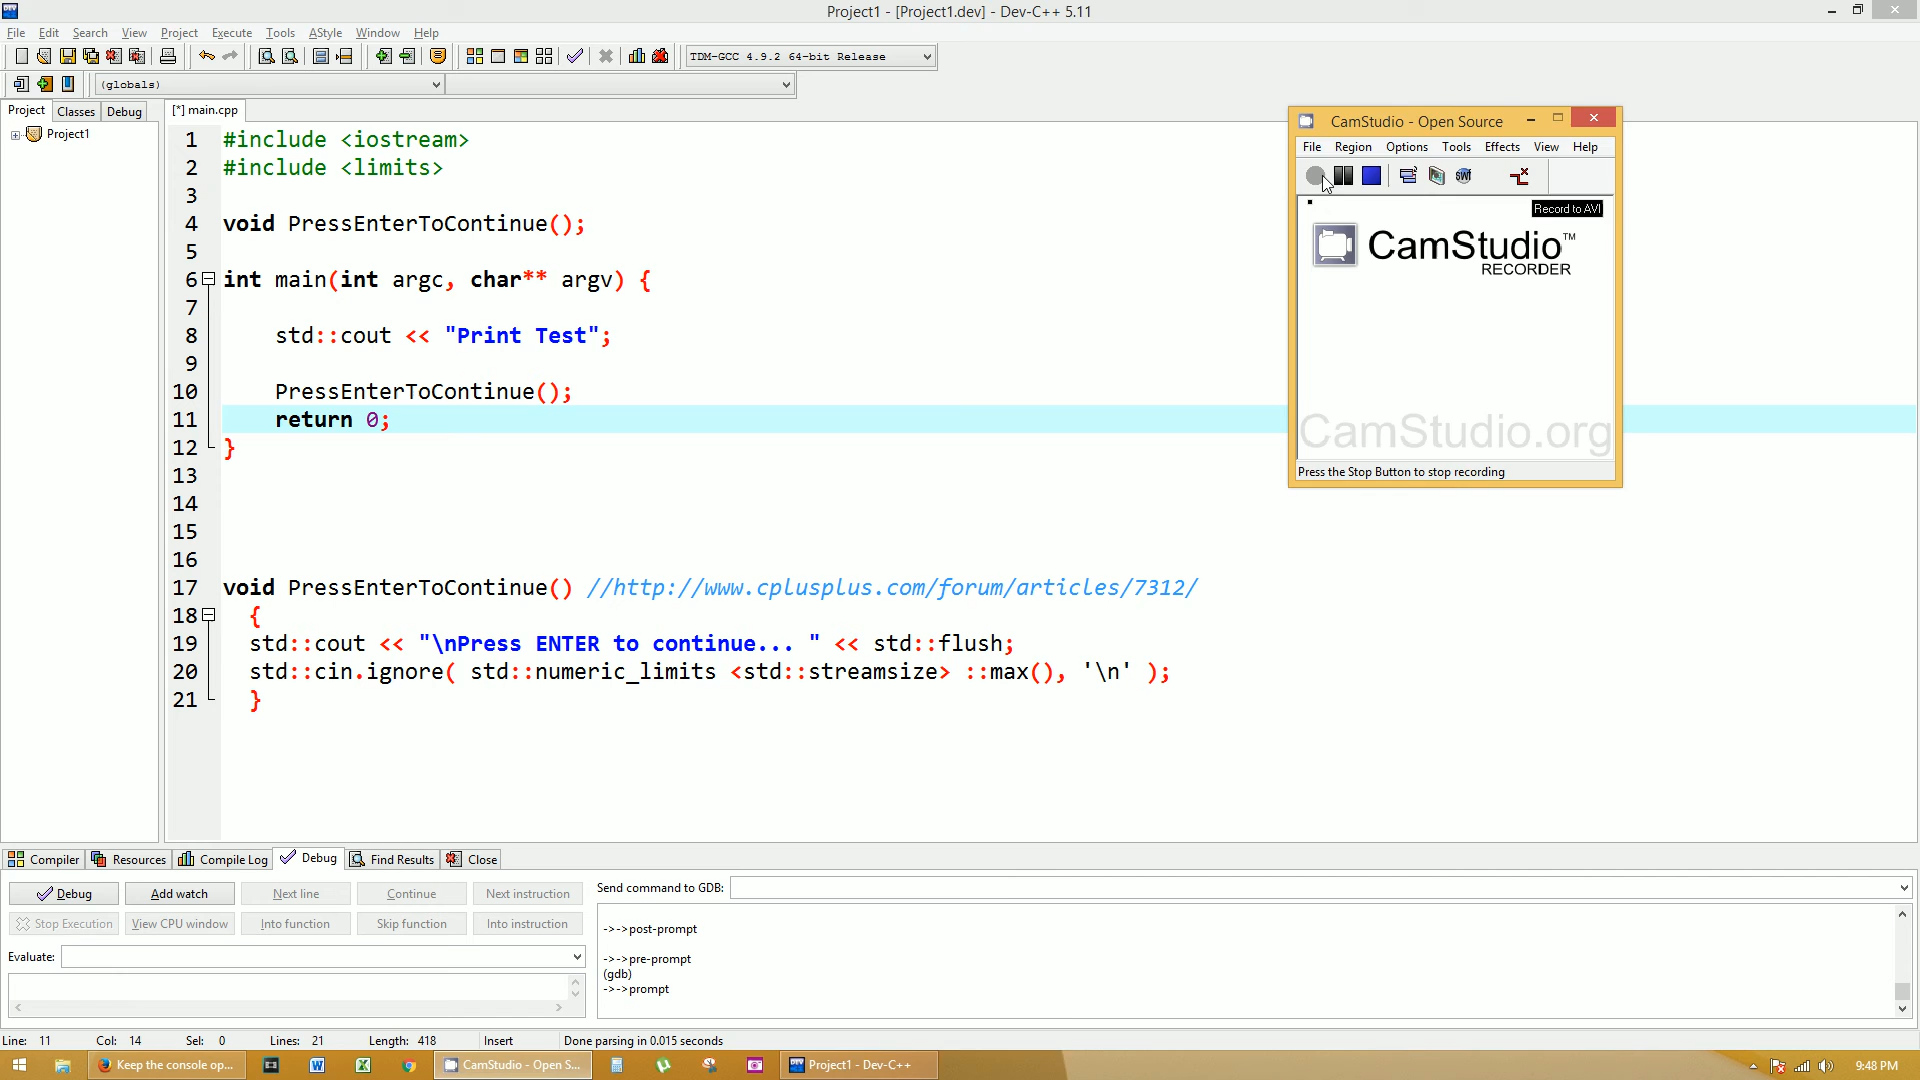 Project1 - [Project1.dev] - Dev-C++ 5.11
File Edit Search View Project Execute Tools AStyle Window Help
TDM-GCC 4.9.2 64-bit Release
(globals)
Project Classes Debug
[*] main.cpp
Project1
1 #include <iostream>
2 #include <limits>
3
4 void PressEnterToContinue();
5
6 int main(int argc, char** argv) {
7
8 std::cout << "Print Test";
9
10 PressEnterToContinue();
11 return 0;
12 }
13
14
15
16
17 void PressEnterToContinue() //http://www.cplusplus.com/forum/articles/7312/
18 {
19 std::cout << "\nPress ENTER to continue... " << std::flush;
20 std::cin.ignore( std::numeric_limits <std::streamsize> ::max(), '\n' );
21 }
CamStudio - Open Source
File Region Options Tools Effects View Help
SWF
Record to AVI
CamStudio™
RECORDER
CamStudio.org
Press the Stop Button to stop recording
Compiler Resources Compile Log Debug Find Results Close
Debug Add watch Next line Continue Next instruction
Stop Execution View CPU window Into function Skip function Into instruction
Evaluate:
Send command to GDB:
->->post-prompt
->->pre-prompt
(gdb)
->->prompt
Line: 11 Col: 14 Sel: 0 Lines: 21 Length: 418 Insert Done parsing in 0.015 seconds
Keep the console op... CamStudio - Open S... Project1 - Dev-C++ 9:48 PM